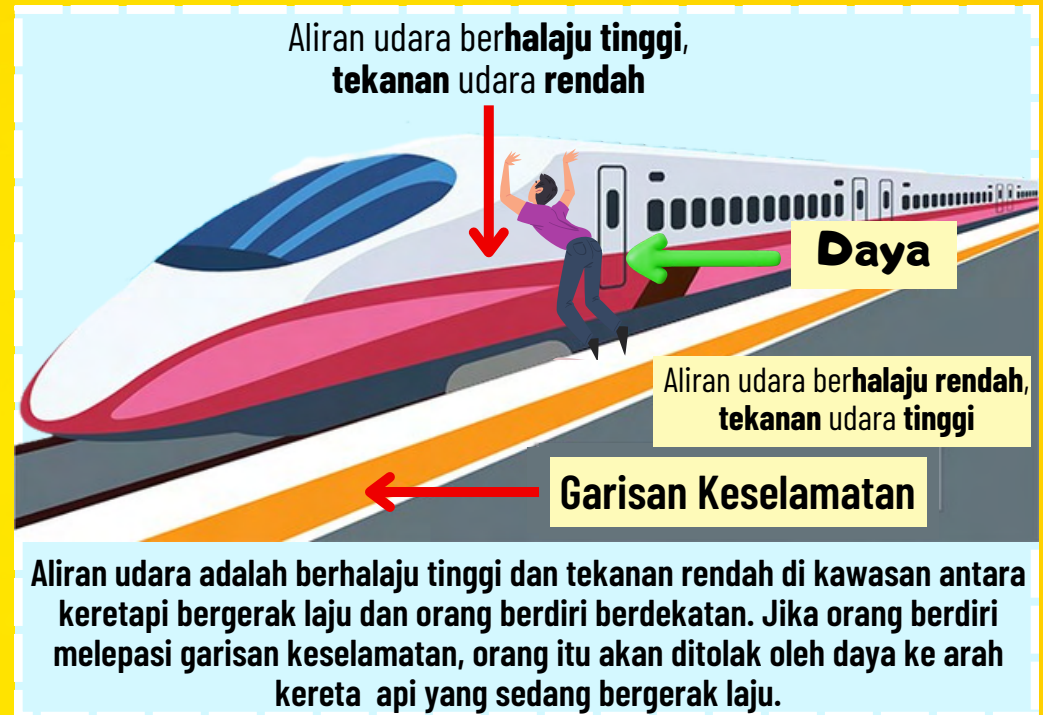 Aliran udara berhalaju tinggi,
tekanan udara rendah
Daya
Aliran udara berhalaju rendah,
tekanan udara tinggi
Garisan Keselamatan
Aliran udara adalah berhalaju tinggi dan tekanan rendah di kawasan antara
keretapi bergerak laju dan orang berdiri berdekatan. Jika orang berdiri
melepasi garisan keselamatan, orang itu akan ditolak oleh daya ke arah
kereta api yang sedang bergerak laju.